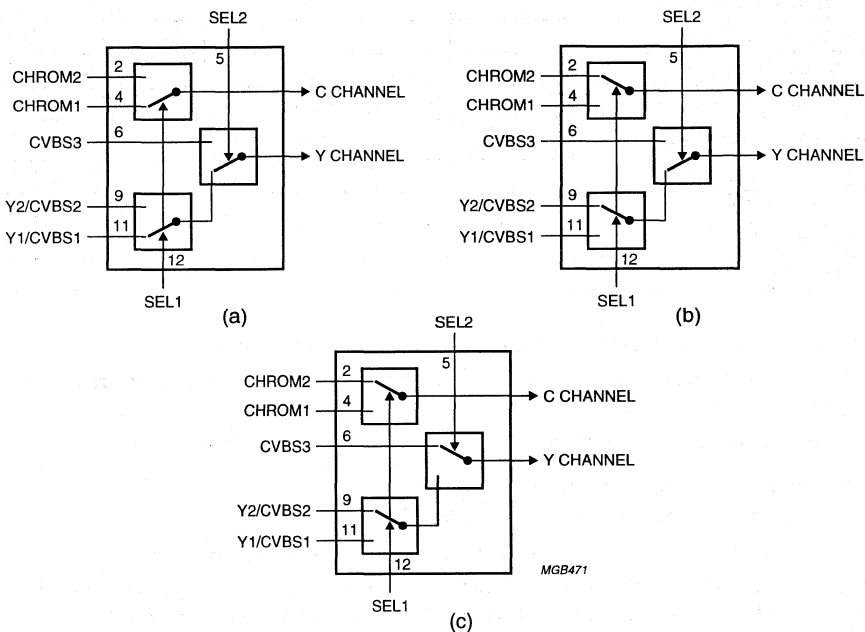 SEL2
5
2
CHROM2
C CHANNEL
4
CHROM1
6
CVBS3
Y CHANNEL
9
Y2/CVBS2
11
Y1/CVBS1
12
SEL1
(a)
SEL2
5
2
CHROM2
C CHANNEL
4
CHROM1
6
CVBS3
Y CHANNEL
9
Y2/CVBS2
11
Y1/CVBS1
12
SEL1
(b)
SEL2
5
2
CHROM2
C CHANNEL
4
CHROM1
6
CVBS3
Y CHANNEL
9
Y2/CVBS2
11
Y1/CVBS1
12
MGB471
SEL1
(c)